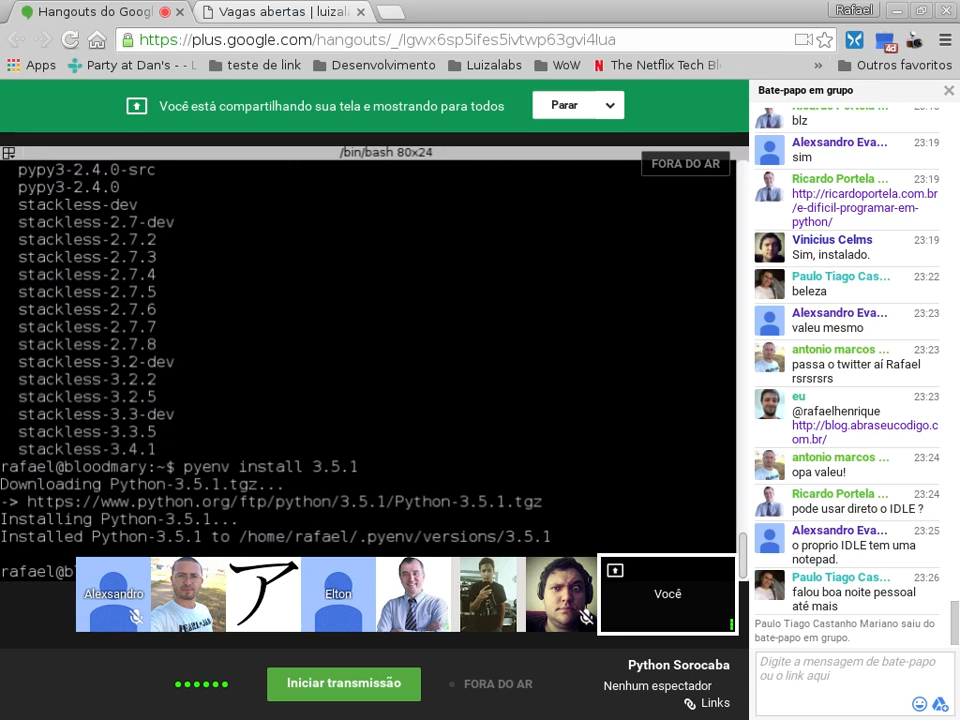 Hangouts do Goog
Vagas abertas | luizal
Rafael
https://plus.google.com/hangouts/_/lgwx6sp5ifes5ivtwp63gvi4lua
4d
Apps
Party at Dan's - - L
teste de link
Desenvolvimento
Luizalabs
WoW
N
The Netflix Tech Bl
»
Outros favoritos
Você está compartilhando sua tela e mostrando para todos
Parar
/bin/bash 80x24
FORA DO AR
pypy3-2.4.0-src
pypy3-2.4.0
stackless-dev
stackless-2.7-dev
stackless-2.7.2
stackless-2.7.3
stackless-2.7.4
stackless-2.7.5
stackless-2.7.6
stackless-2.7.7
stackless-2.7.8
stackless-3.2-dev
stackless-3.2.2
stackless-3.2.5
stackless-3.3-dev
stackless-3.3.5
stackless-3.4.1
rafael@bloodmary:~$ pyenv install 3.5.1
Downloading Python-3.5.1.tgz...
-> https://www.python.org/ftp/python/3.5.1/Python-3.5.1.tgz
Installing Python-3.5.1...
Installed Python-3.5.1 to /home/rafael/.pyenv/versions/3.5.1
rafael@bl
Alexsandro
ア
Elton
Você
Iniciar transmissão
FORA DO AR
Python Sorocaba
Nenhum espectador
Links
Bate-papo em grupo
Ricardo Portela ...
blz
Alexsandro Eva... 23:19
sim
Ricardo Portela ... 23:19
http://ricardoportela.com.br
/e-dificil-programar-em-
python/
Vinicius Celms 23:19
Sim, instalado.
Paulo Tiago Cas... 23:22
beleza
Alexsandro Eva... 23:23
valeu mesmo
antonio marcos ... 23:23
passa o twitter aí Rafael
rsrsrsrs
eu 23:23
@rafaelhenrique
http://blog.abraseucodigo.c
om.br/
antonio marcos ... 23:24
opa valeu!
Ricardo Portela ... 23:24
pode usar direto o IDLE ?
Alexsandro Eva... 23:25
o proprio IDLE tem uma
notepad.
Paulo Tiago Cas... 23:26
falou boa noite pessoal
até mais
Paulo Tiago Castanho Mariano saiu do
bate-papo em grupo.
Digite a mensagem de bate-papo
ou o link aqui